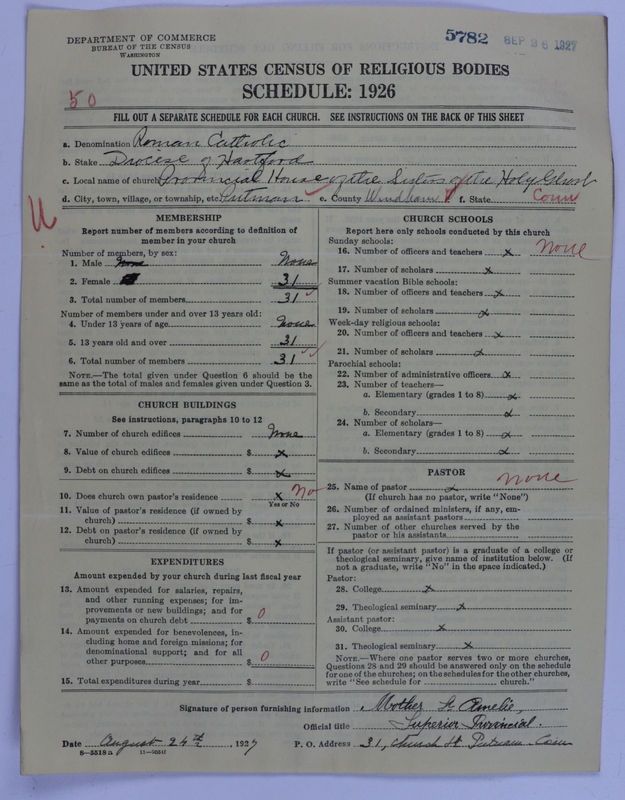 DEPARTMENT OF COMMERCE
BUREAU OF THE CENSUS
WASHINGTON
5782 SEP 26 1927
UNITED STATES CENSUS OF RELIGIOUS BODIES
SCHEDULE: 1926
50
FILL OUT A SEPARATE SCHEDULE FOR EACH CHURCH. SEE INSTRUCTIONS ON THE BACK OF THIS SHEET
a. Denomination Roman Catholic
b. Stake Diocese of Hartford
c. Local name of church Provincial House of the Sisters of the Holy Ghost
d. City, town, village, or township, etc. Putnam e. County Windham f. State Conn
MEMBERSHIP
Report number of members according to definition of
member in your church
Number of members, by sex:
1. Male None None
2. Female 31
3. Total number of members 31
Number of members under and over 13 years old:
4. Under 13 years of age None
5. 13 years old and over 31
6. Total number of members 31
NOTE.—The total given under Question 6 should be the
same as the total of males and females given under Question 3.
CHURCH BUILDINGS
See instructions, paragraphs 10 to 12
7. Number of church edifices None
8. Value of church edifices $ x
9. Debt on church edifices $ x
10. Does church own pastor's residence x No
Yes or No
11. Value of pastor's residence (if owned by
church) $ x
12. Debt on pastor's residence (if owned by
church) $ x
EXPENDITURES
Amount expended by your church during last fiscal year
13. Amount expended for salaries, repairs,
and other running expenses; for im-
provements or new buildings; and for
payments on church debt $ 0
14. Amount expended for benevolences, in-
cluding home and foreign missions; for
denominational support; and for all
other purposes $ 0
15. Total expenditures during year $
CHURCH SCHOOLS
Report here only schools conducted by this church
Sunday schools:
16. Number of officers and teachers x None
17. Number of scholars x
Summer vacation Bible schools:
18. Number of officers and teachers x
19. Number of scholars x
Week-day religious schools:
20. Number of officers and teachers x
21. Number of scholars x
Parochial schools:
22. Number of administrative officers x
23. Number of teachers—
a. Elementary (grades 1 to 8) x
b. Secondary x
24. Number of scholars—
a. Elementary (grades 1 to 8) x
b. Secondary x
PASTOR
25. Name of pastor x none
(If church has no pastor, write "None")
26. Number of ordained ministers, if any, em-
ployed as assistant pastors
27. Number of other churches served by the
pastor or his assistants
If pastor (or assistant pastor) is a graduate of a college or
theological seminary, give name of institution below. (If
not a graduate, write "No" in the space indicated.)
Pastor:
28. College x
29. Theological seminary x
Assistant pastor:
30. College x
31. Theological seminary x
NOTE.—Where one pastor serves two or more churches,
Questions 28 and 29 should be answered only on the schedule
for one of the churches; on the schedules for the other churches,
write "See schedule for church."
Signature of person furnishing information Mother St Amelie,
Official title Superior Provincial.
Date August 24th, 1927 P. O. Address 31, Church St Putnam Conn
8—5518a